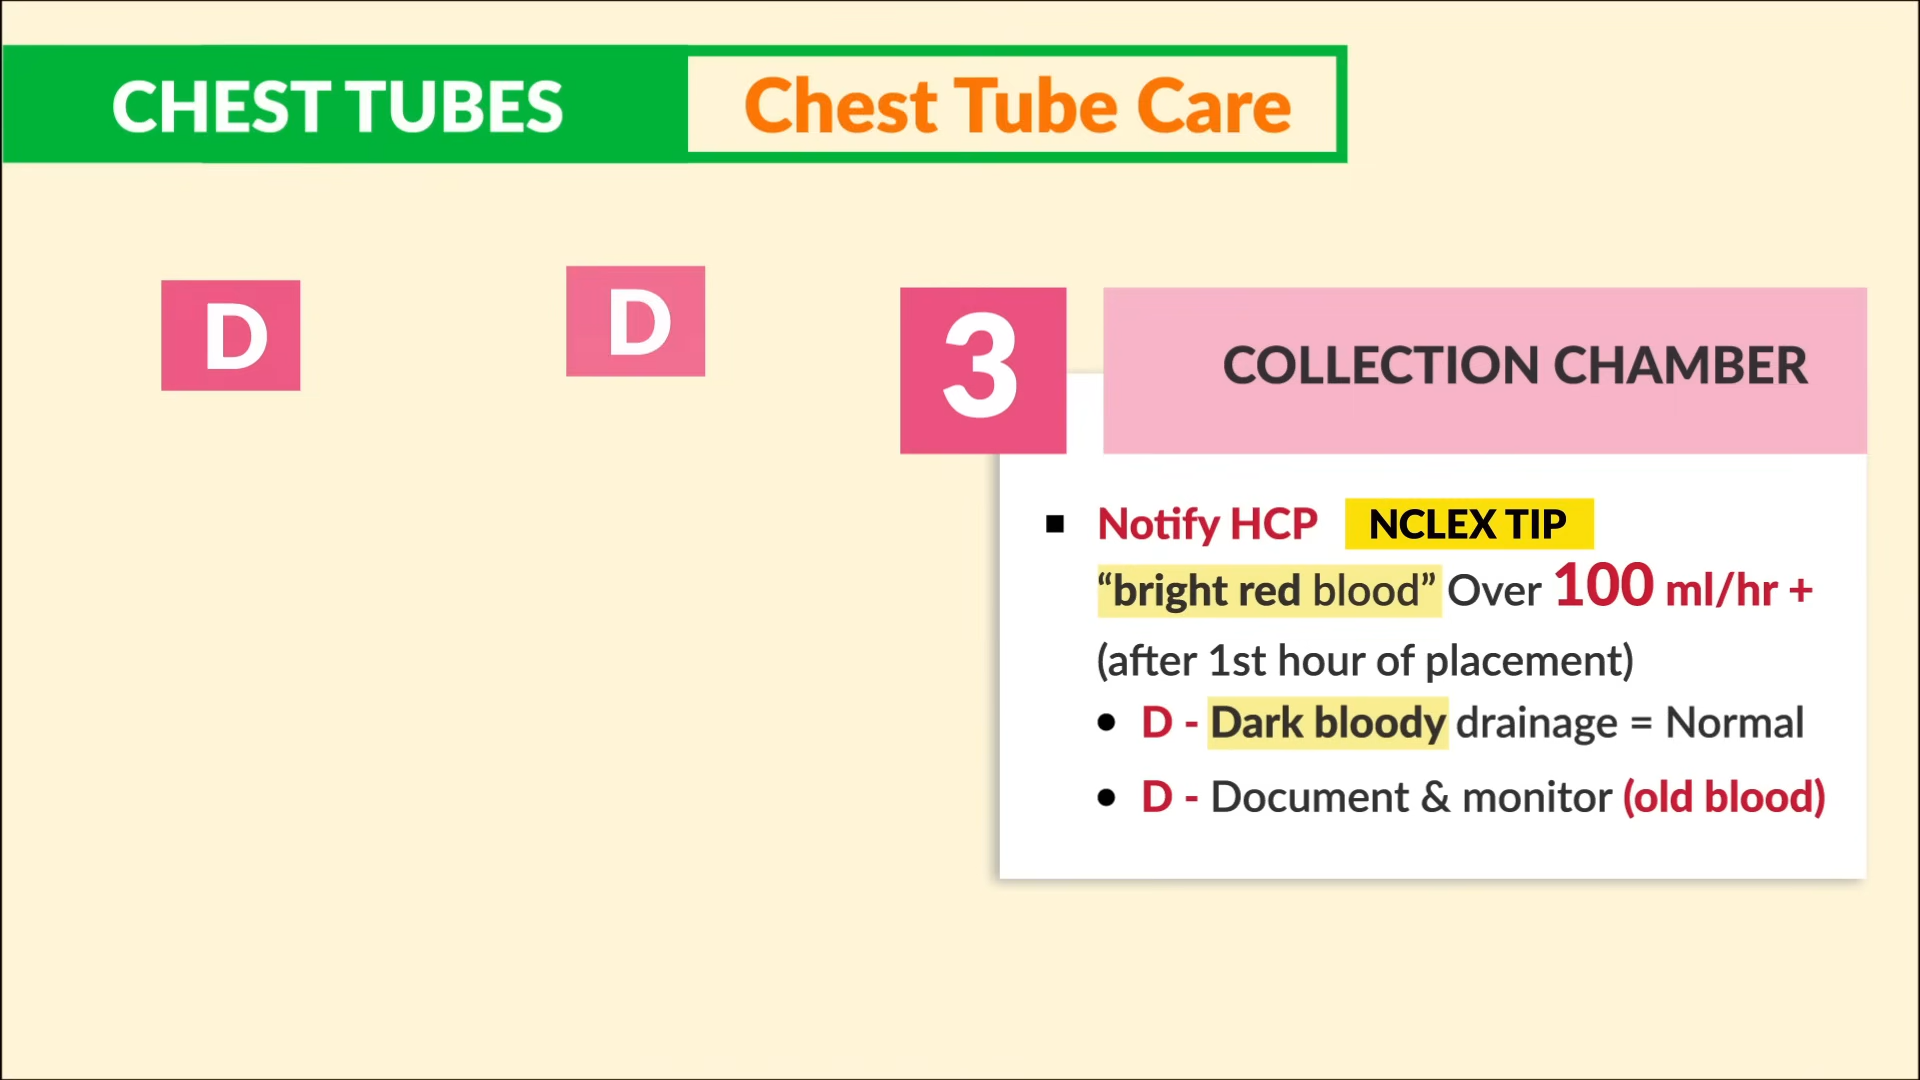 CHEST TUBES
Chest Tube Care
D
D
3
COLLECTION CHAMBER
▪ Notify HCP NCLEX TIP
“bright red blood” Over 100 ml/hr +
(after 1st hour of placement)
• D - Dark bloody drainage = Normal
• D - Document & monitor (old blood)